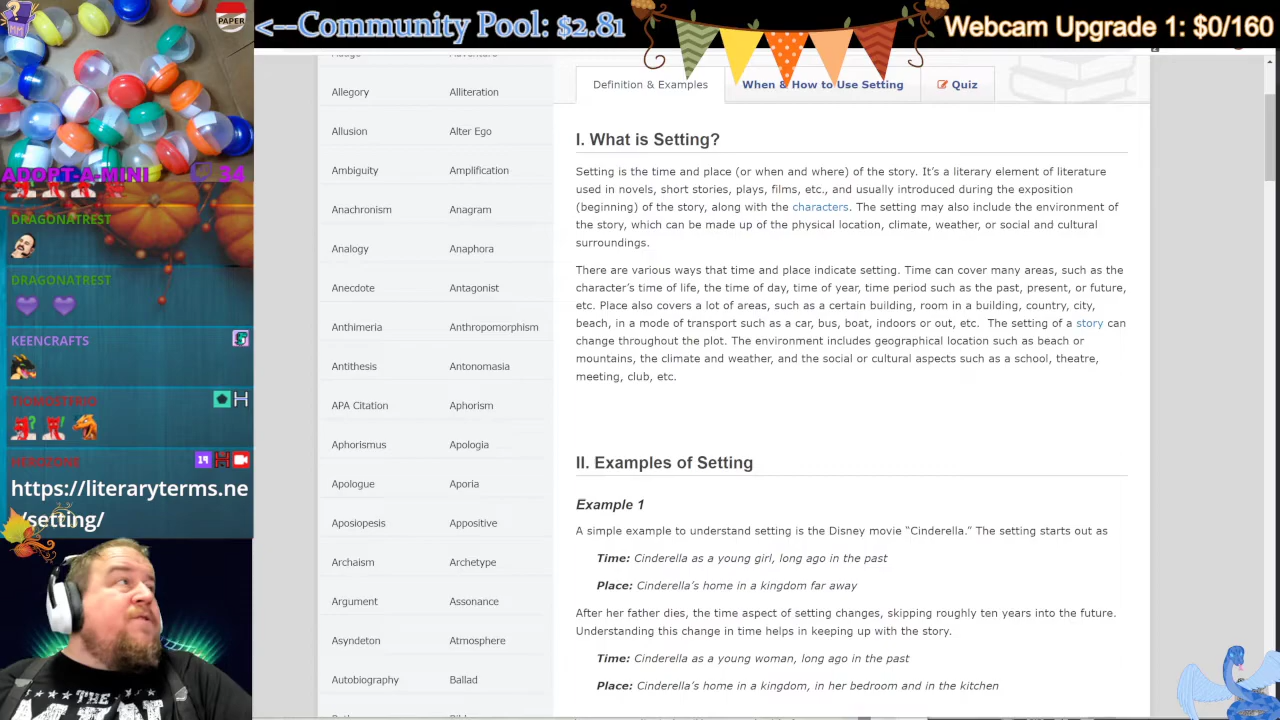 PAPER
<--Community Pool: $2.81
Webcam Upgrade 1: $0/160
ADOPT-A-MINI
34
DRAGONATREST
DRAGONATREST
KEENCRAFTS
HEROZONE
19
https://literaryterms.ne
/setting/
Allegory Alliteration
Allusion Alter Ego
Ambiguity Amplification
Anachronism Anagram
Analogy Anaphora
Anecdote Antagonist
Anthimeria Anthropomorphism
Antithesis Antonomasia
APA Citation Aphorism
Aphorismus Apologia
Apologue Aporia
Aposiopesis Appositive
Archaism Archetype
Argument Assonance
Asyndeton Atmosphere
Autobiography Ballad
Definition & Examples
When & How to Use Setting
Quiz
I. What is Setting?
Setting is the time and place (or when and where) of the story. It’s a literary element of literature
used in novels, short stories, plays, films, etc., and usually introduced during the exposition
(beginning) of the story, along with the characters. The setting may also include the environment of
the story, which can be made up of the physical location, climate, weather, or social and cultural
surroundings.
There are various ways that time and place indicate setting. Time can cover many areas, such as the
character’s time of life, the time of day, time of year, time period such as the past, present, or future,
etc. Place also covers a lot of areas, such as a certain building, room in a building, country, city,
beach, in a mode of transport such as a car, bus, boat, indoors or out, etc.  The setting of a story can
change throughout the plot. The environment includes geographical location such as beach or
mountains, the climate and weather, and the social or cultural aspects such as a school, theatre,
meeting, club, etc.
II. Examples of Setting
Example 1
A simple example to understand setting is the Disney movie “Cinderella.” The setting starts out as
Time: Cinderella as a young girl, long ago in the past
Place: Cinderella’s home in a kingdom far away
After her father dies, the time aspect of setting changes, skipping roughly ten years into the future.
Understanding this change in time helps in keeping up with the story.
Time: Cinderella as a young woman, long ago in the past
Place: Cinderella’s home in a kingdom, in her bedroom and in the kitchen
THE